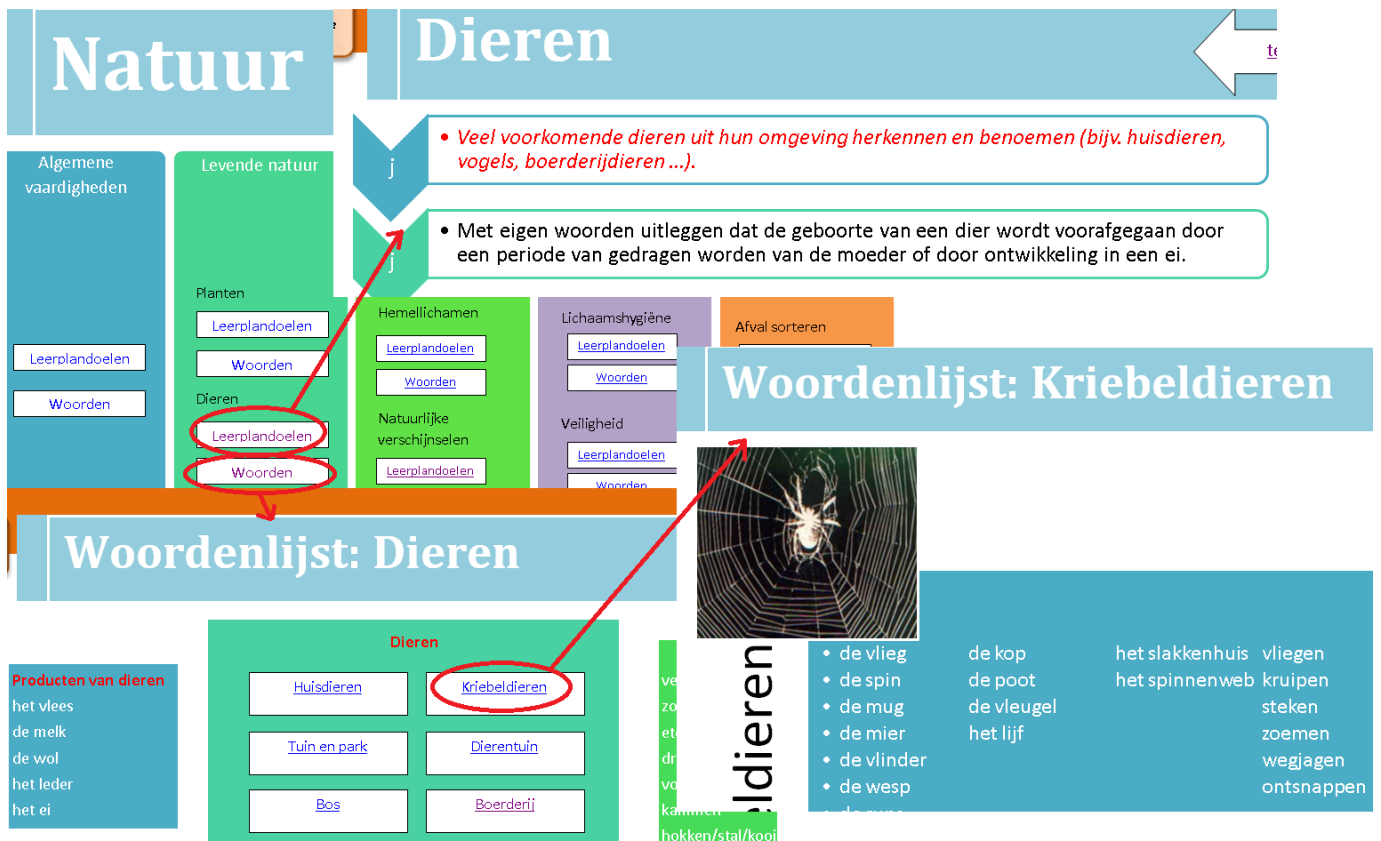 Natuur
Dieren
j
• Veel voorkomende dieren uit hun omgeving herkennen en benoemen (bijv. huisdieren,
vogels, boerderijdieren ...).
j
• Met eigen woorden uitleggen dat de geboorte van een dier wordt voorafgegaan door
een periode van gedragen worden van de moeder of door ontwikkeling in een ei.
Algemene
vaardigheden
Leerplandoelen
Woorden
Levende natuur
Planten
Leerplandoelen
Woorden
Dieren
Leerplandoelen
Woorden
Hemellichamen
Leerplandoelen
Woorden
Natuurlijke
verschijnselen
Leerplandoelen
Lichaamshygiëne
Leerplandoelen
Woorden
Veiligheid
Leerplandoelen
Woorden
Afval sorteren
Woordenlijst: Dieren
Producten van dieren
het vlees
de melk
de wol
het leder
het ei
Dieren
Huisdieren
Kriebeldieren
Tuin en park
Dierentuin
Bos
Boerderij
hokken/stal/kooi
Woordenlijst: Kriebeldieren
eldieren
• de vlieg
• de spin
• de mug
• de mier
• de vlinder
• de wesp
de kop
de poot
de vleugel
het lijf
het slakkenhuis
het spinnenweb
vliegen
kruipen
steken
zoemen
wegjagen
ontsnappen